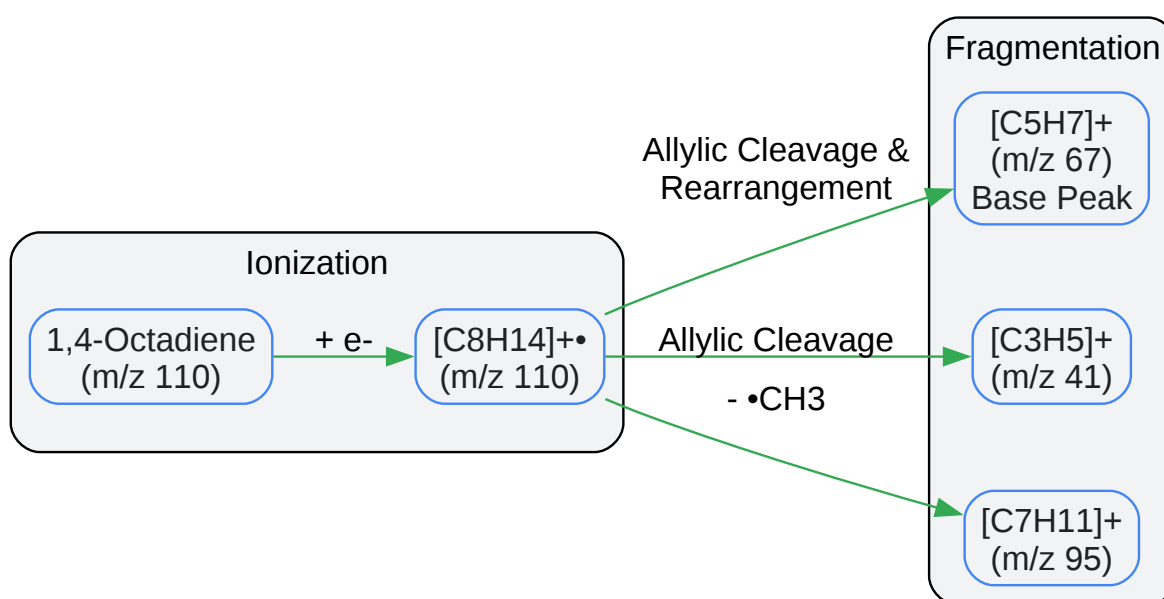 Fragmentation
[C5H7]+
(m/z 67)
Base Peak
Allylic Cleavage &
Rearrangement
Ionization
1,4-Octadiene
(m/z 110)
+ e-
[C8H14]+•
(m/z 110)
Allylic Cleavage
[C3H5]+
(m/z 41)
- •CH3
[C7H11]+
(m/z 95)